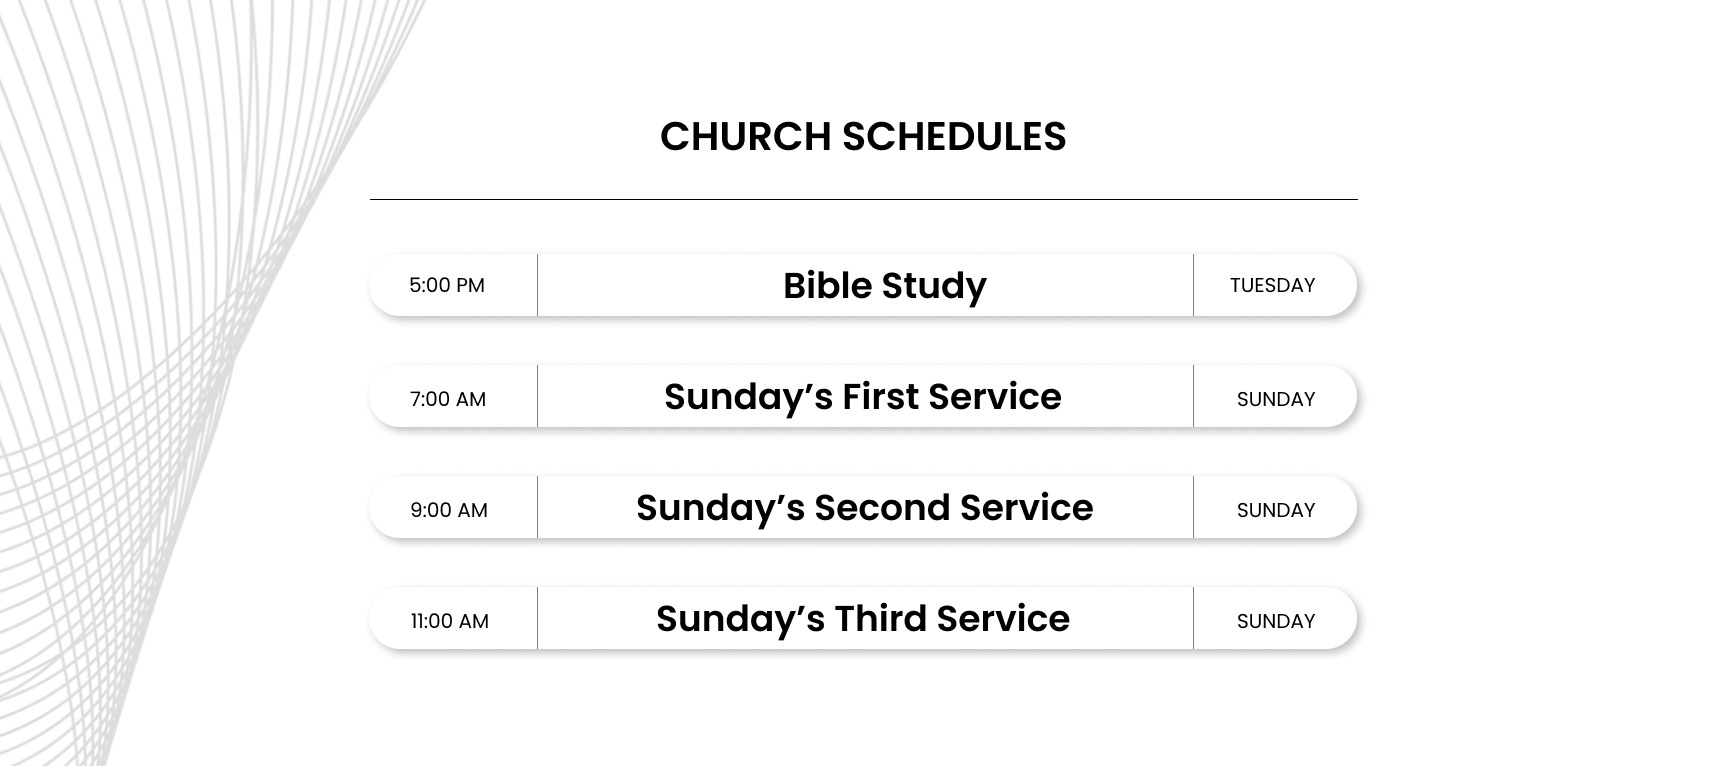 CHURCH SCHEDULES
5:00 PM Bible Study TUESDAY
7:00 AM Sunday’s First Service SUNDAY
9:00 AM Sunday’s Second Service SUNDAY
11:00 AM Sunday’s Third Service SUNDAY